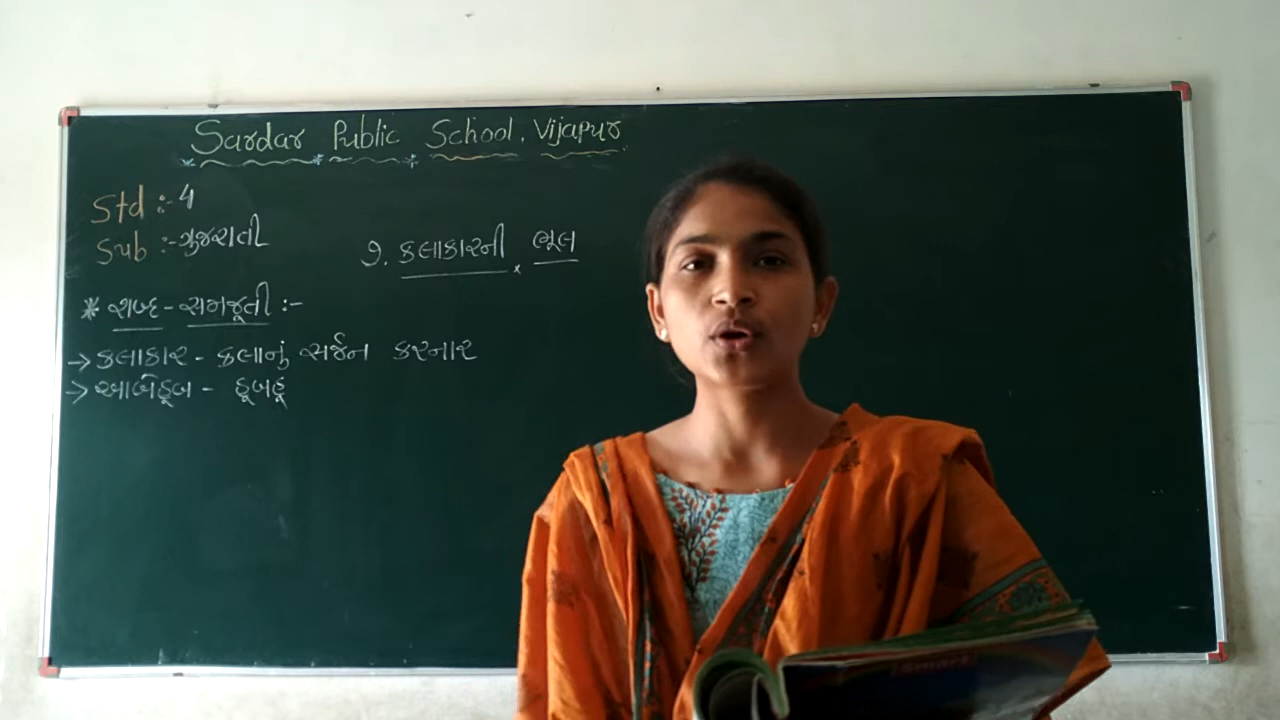 Sardar Public School, Vijapur
Std :- 4
Sub :- ગુજરાતી
૭. કલાકારની ભૂલ
* શબ્દ - સમજૂતી :-
→ કલાકાર - કલાનું સર્જન કરનાર
→ આબેહૂબ - હૂબહૂ